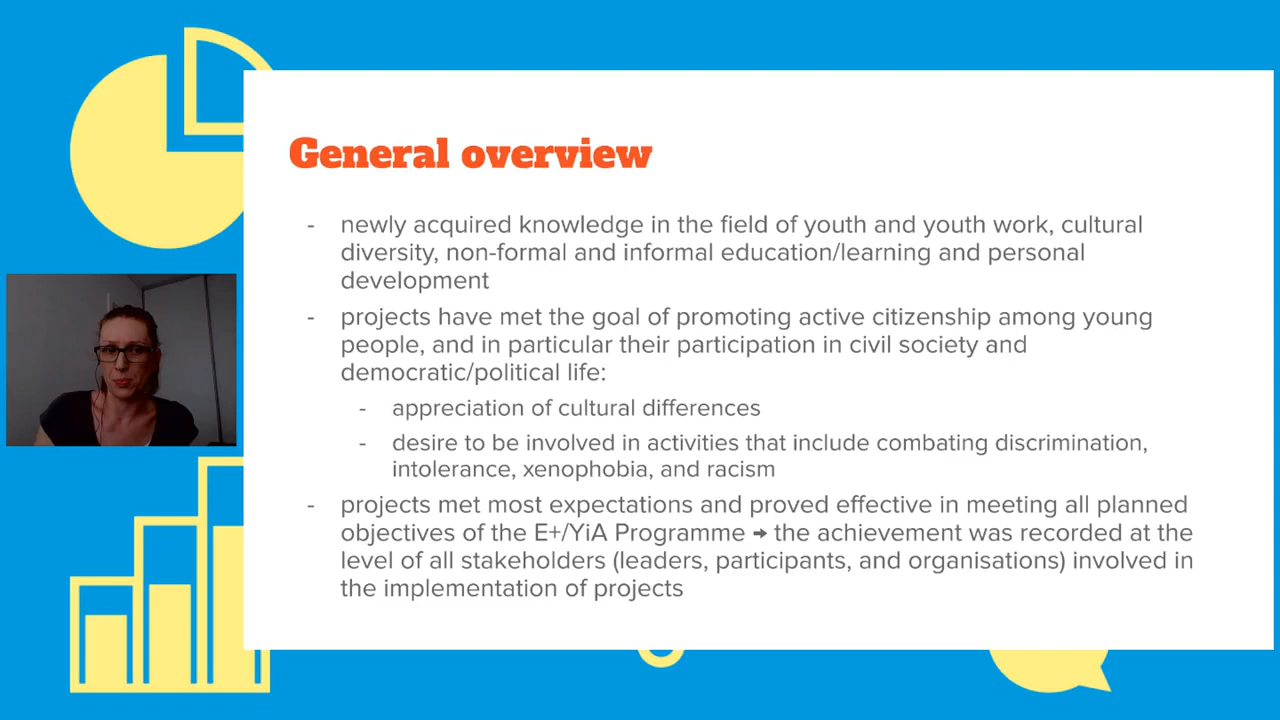 General overview
- newly acquired knowledge in the field of youth and youth work, cultural
diversity, non-formal and informal education/learning and personal
development
- projects have met the goal of promoting active citizenship among young
people, and in particular their participation in civil society and
democratic/political life:
- appreciation of cultural differences
- desire to be involved in activities that include combating discrimination,
intolerance, xenophobia, and racism
- projects met most expectations and proved effective in meeting all planned
objectives of the E+/YiA Programme → the achievement was recorded at the
level of all stakeholders (leaders, participants, and organisations) involved in
the implementation of projects